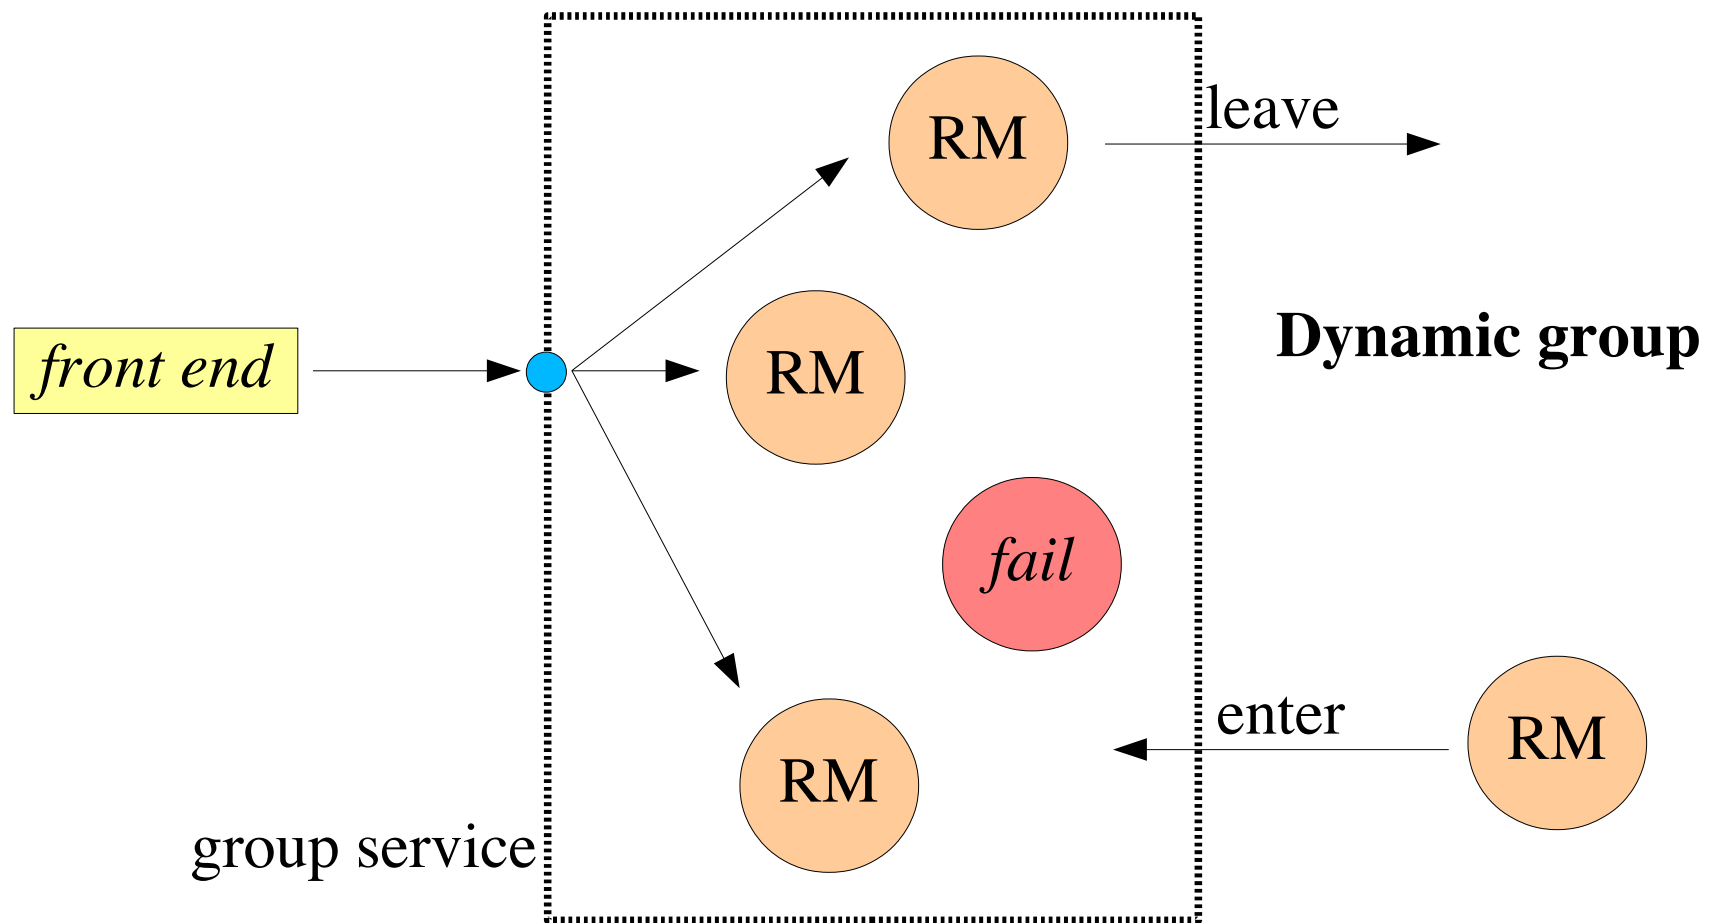 RM
leave
Dynamic group
front end
RM
fail
RM
enter
RM
group service